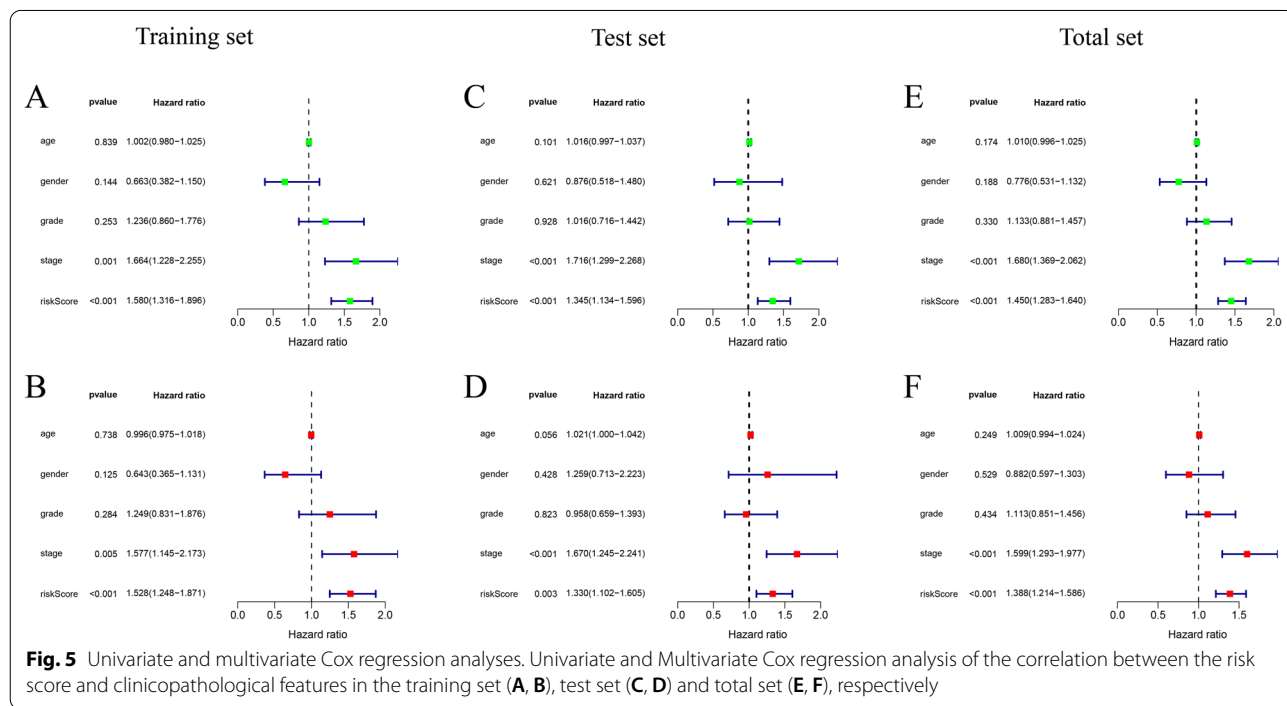 Training set
Test set
Total set
A
pvalue Hazard ratio
age 0.839 1.002(0.980−1.025)
gender 0.144 0.663(0.382−1.150)
grade 0.253 1.236(0.860−1.776)
stage 0.001 1.664(1.228−2.255)
riskScore <0.001 1.580(1.316−1.896)
0.0 0.5 1.0 1.5 2.0
Hazard ratio
C
pvalue Hazard ratio
age 0.101 1.016(0.997−1.037)
gender 0.621 0.876(0.518−1.480)
grade 0.928 1.016(0.716−1.442)
stage <0.001 1.716(1.299−2.268)
riskScore <0.001 1.345(1.134−1.596)
0.0 0.5 1.0 1.5 2.0
Hazard ratio
E
pvalue Hazard ratio
age 0.174 1.010(0.996−1.025)
gender 0.188 0.776(0.531−1.132)
grade 0.330 1.133(0.881−1.457)
stage <0.001 1.680(1.369−2.062)
riskScore <0.001 1.450(1.283−1.640)
0.0 0.5 1.0 1.5 2.0
Hazard ratio
B
pvalue Hazard ratio
age 0.738 0.996(0.975−1.018)
gender 0.125 0.643(0.365−1.131)
grade 0.284 1.249(0.831−1.876)
stage 0.005 1.577(1.145−2.173)
riskScore <0.001 1.528(1.248−1.871)
0.0 0.5 1.0 1.5 2.0
Hazard ratio
D
pvalue Hazard ratio
age 0.056 1.021(1.000−1.042)
gender 0.428 1.259(0.713−2.223)
grade 0.823 0.958(0.659−1.393)
stage <0.001 1.670(1.245−2.241)
riskScore 0.003 1.330(1.102−1.605)
0.0 0.5 1.0 1.5 2.0
Hazard ratio
F
pvalue Hazard ratio
age 0.249 1.009(0.994−1.024)
gender 0.529 0.882(0.597−1.303)
grade 0.434 1.113(0.851−1.456)
stage <0.001 1.599(1.293−1.977)
riskScore <0.001 1.388(1.214−1.586)
0.0 0.5 1.0 1.5
Hazard ratio
Fig. 5 Univariate and multivariate Cox regression analyses. Univariate and Multivariate Cox regression analysis of the correlation between the risk
score and clinicopathological features in the training set (A, B), test set (C, D) and total set (E, F), respectively